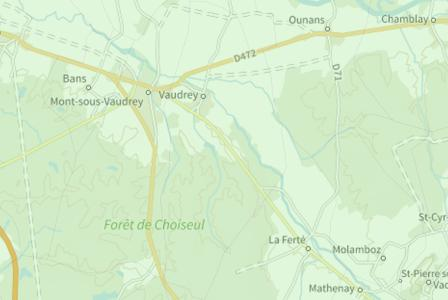 Ounans
Chamblay
D472
D71
Bans
Mont-sous-Vaudrey
Vaudrey
Forêt de Choiseul
St-Cyr
La Ferté
Molamboz
St-Pierre
Mathenay